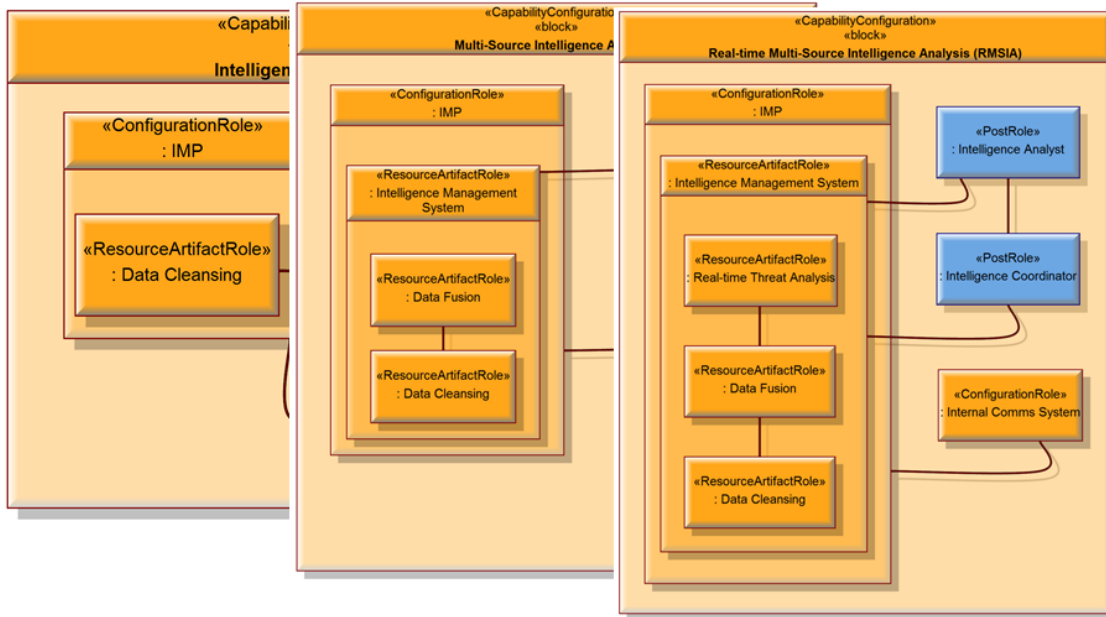 «Capabili
Intelligen
«ConfigurationRole»
: IMP
«ResourceArtifactRole»
: Data Cleansing
«CapabilityConfiguration»
«block»
Multi-Source Intelligence A
«ConfigurationRole»
: IMP
«ResourceArtifactRole»
: Intelligence Management
System
«ResourceArtifactRole»
: Data Fusion
«ResourceArtifactRole»
: Data Cleansing
«CapabilityConfiguration»
«block»
Real-time Multi-Source Intelligence Analysis (RMSIA)
«ConfigurationRole»
: IMP
«ResourceArtifactRole»
: Intelligence Management System
«ResourceArtifactRole»
: Real-time Threat Analysis
«ResourceArtifactRole»
: Data Fusion
«ResourceArtifactRole»
: Data Cleansing
«PostRole»
: Intelligence Analyst
«PostRole»
: Intelligence Coordinator
«ConfigurationRole»
: Internal Comms System